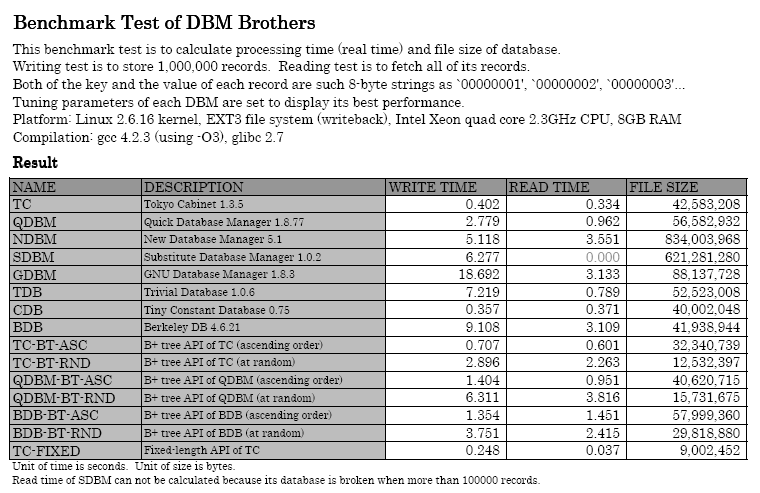 Benchmark Test of DBM Brothers
This benchmark test is to calculate processing time (real time) and file size of database.
Writing test is to store 1,000,000 records. Reading test is to fetch all of its records.
Both of the key and the value of each record are such 8-byte strings as `00000001', `00000002', `00000003'...
Tuning parameters of each DBM are set to display its best performance.
Platform: Linux 2.6.16 kernel, EXT3 file system (writeback), Intel Xeon quad core 2.3GHz CPU, 8GB RAM
Compilation: gcc 4.2.3 (using -O3), glibc 2.7
Result
NAME DESCRIPTION WRITE TIME READ TIME FILE SIZE
TC Tokyo Cabinet 1.3.5 0.402 0.334 42,583,208
QDBM Quick Database Manager 1.8.77 2.779 0.962 56,582,932
NDBM New Database Manager 5.1 5.118 3.551 834,003,968
SDBM Substitute Database Manager 1.0.2 6.277 0.000 621,281,280
GDBM GNU Database Manager 1.8.3 18.692 3.133 88,137,728
TDB Trivial Database 1.0.6 7.219 0.789 52,523,008
CDB Tiny Constant Database 0.75 0.357 0.371 40,002,048
BDB Berkeley DB 4.6.21 9.108 3.109 41,938,944
TC-BT-ASC B+ tree API of TC (ascending order) 0.707 0.601 32,340,739
TC-BT-RND B+ tree API of TC (at random) 2.896 2.263 12,532,397
QDBM-BT-ASC B+ tree API of QDBM (ascending order) 1.404 0.951 40,620,715
QDBM-BT-RND B+ tree API of QDBM (at random) 6.311 3.816 15,731,675
BDB-BT-ASC B+ tree API of BDB (ascending order) 1.354 1.451 57,999,360
BDB-BT-RND B+ tree API of BDB (at random) 3.751 2.415 29,818,880
TC-FIXED Fixed-length API of TC 0.248 0.037 9,002,452
Unit of time is seconds. Unit of size is bytes.
Read time of SDBM can not be calculated because its database is broken when more than 100000 records.